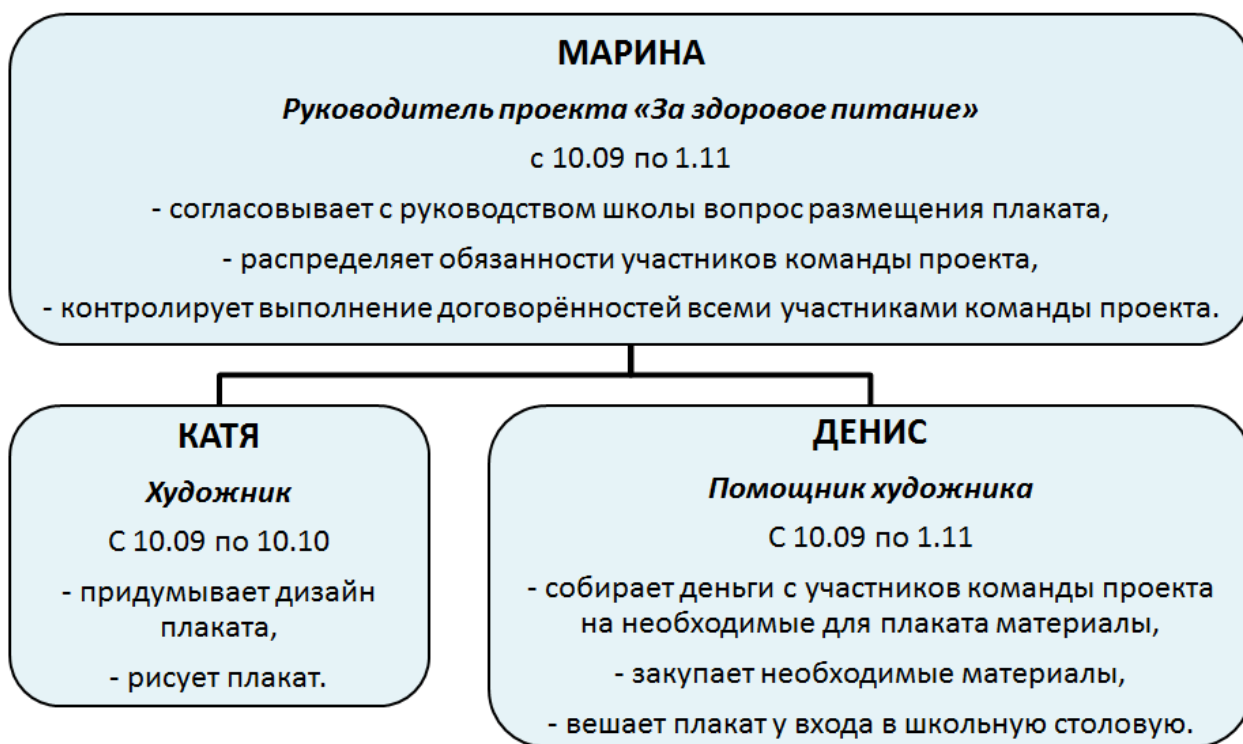 МАРИНА
Руководитель проекта «За здоровое питание»
с 10.09 по 1.11
- согласовывает с руководством школы вопрос размещения плаката,
- распределяет обязанности участников команды проекта,
- контролирует выполнение договорённостей всеми участниками команды проекта.
КАТЯ
Художник
С 10.09 по 10.10
- придумывает дизайн
плаката,
- рисует плакат.
ДЕНИС
Помощник художника
С 10.09 по 1.11
- собирает деньги с участников команды проекта
на необходимые для плаката материалы,
- закупает необходимые материалы,
- вешает плакат у входа в школьную столовую.